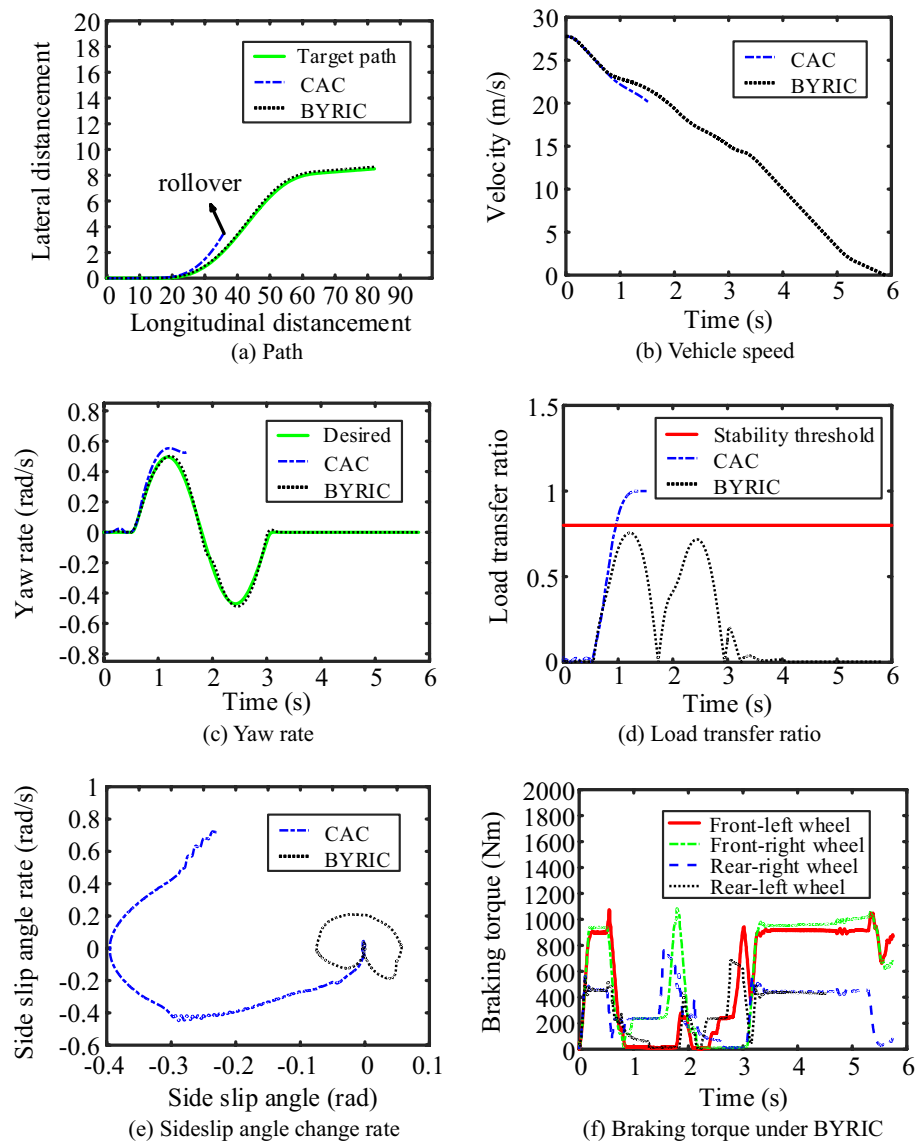 20
18
16
14
12
10
8
6
4
2
0
Lateral distancement
Target path
CAC
BYRIC
rollover
0 10 20 30 40 50 60 70 80 90
Longitudinal distancement
(a) Path
30
25
20
15
10
5
0
Velocity (m/s)
CAC
BYRIC
0 1 2 3 4 5 6
Time (s)
(b) Vehicle speed
0.8
0.6
0.4
0.2
0
-0.2
-0.4
-0.6
-0.8
Yaw rate (rad/s)
Desired
CAC
BYRIC
0 1 2 3 4 5 6
Time (s)
(c) Yaw rate
1.5
1
0.5
0
Load transfer ratio
Stability threshold
CAC
BYRIC
0 1 2 3 4 5 6
Time (s)
(d) Load transfer ratio
1
0.8
0.6
0.4
0.2
0
-0.2
-0.4
-0.6
Side slip angle rate (rad/s)
CAC
BYRIC
-0.4 -0.3 -0.2 -0.1 0 0.1
Side slip angle (rad)
(e) Sideslip angle change rate
2000
1800
1600
1400
1200
1000
800
600
400
200
0
Braking torque (Nm)
Front-left wheel
Front-right wheel
Rear-right wheel
Rear-left wheel
0 1 2 3 4 5 6
Time (s)
(f) Braking torque under BYRIC